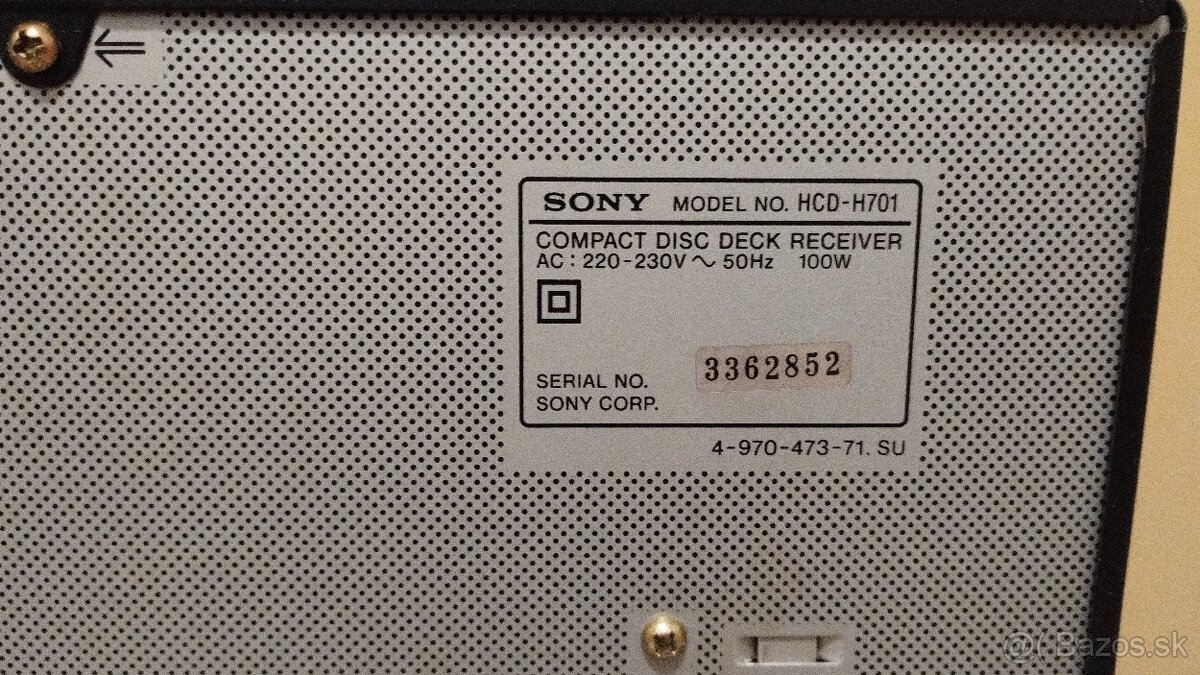 SONY MODEL NO. HCD-H701
COMPACT DISC DECK RECEIVER
AC : 220-230V ~ 50Hz 100W
3362852
SERIAL NO.
SONY CORP.
4-970-473-71. SU
@( Bazos.sk